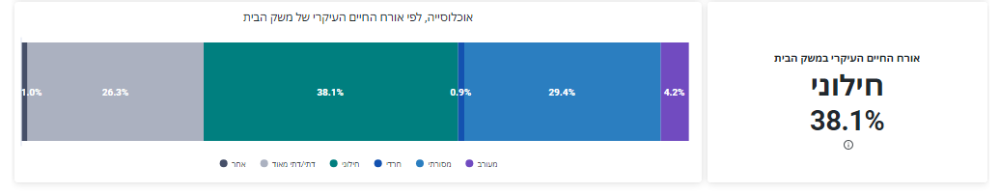 אוכלוסייה, לפי אורח החיים העיקרי של משק הבית
1.0% 26.3% 38.1% 0.9% 29.4% 4.2%
מעורב מסורתי חרדי חילוני דתי/דתי מאוד אחר
אורח החיים העיקרי במשק הבית
חילוני
38.1%